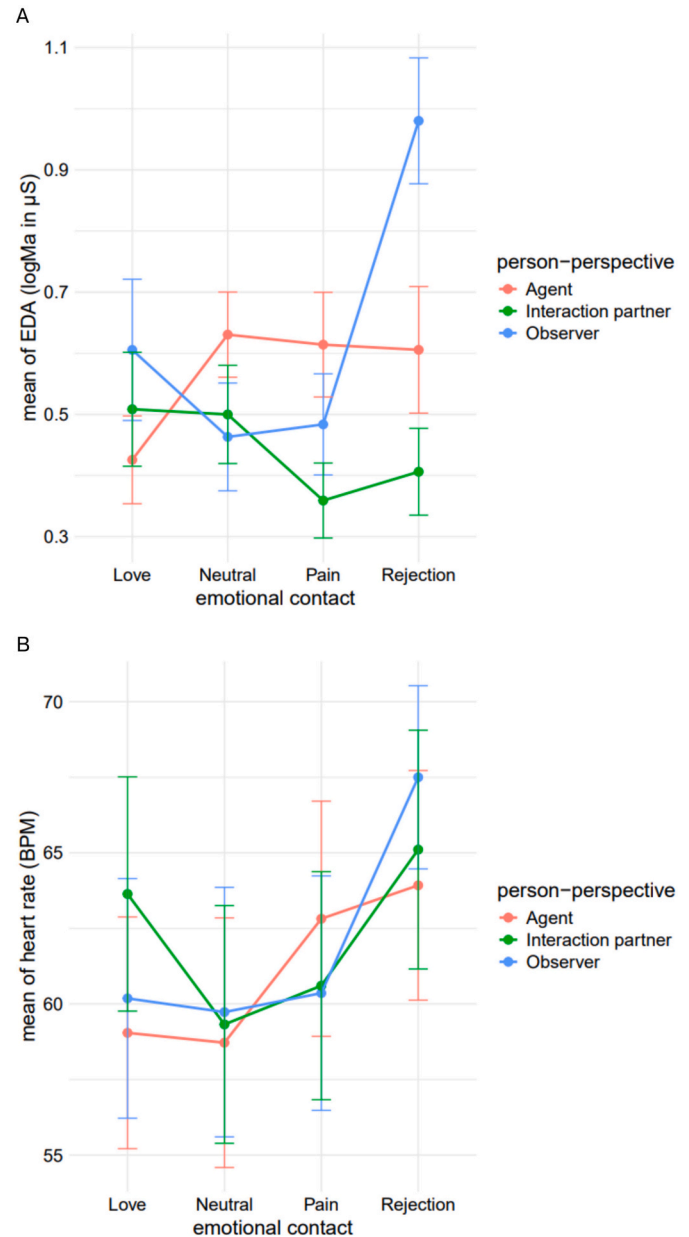 A
mean of EDA (logMa in µS)
1.1
0.9
0.7
0.5
0.3
Love Neutral Pain Rejection
emotional contact
person−perspective
Agent
Interaction partner
Observer
B
mean of heart rate (BPM)
70
65
60
55
Love Neutral Pain Rejection
emotional contact
person−perspective
Agent
Interaction partner
Observer